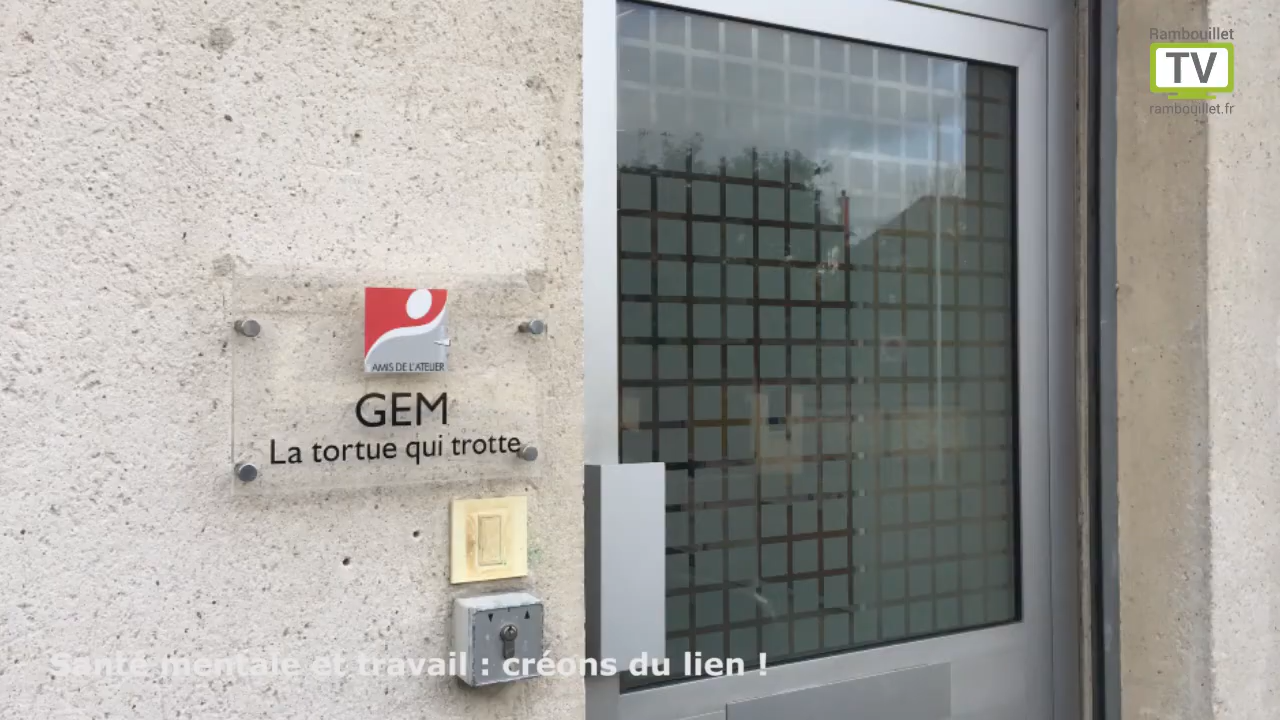 Rambouillet
TV
rambouillet.fr
AMIS DE L'ATELIER
GEM
La tortue qui trotte
Santé mentale et travail : créons du lien !